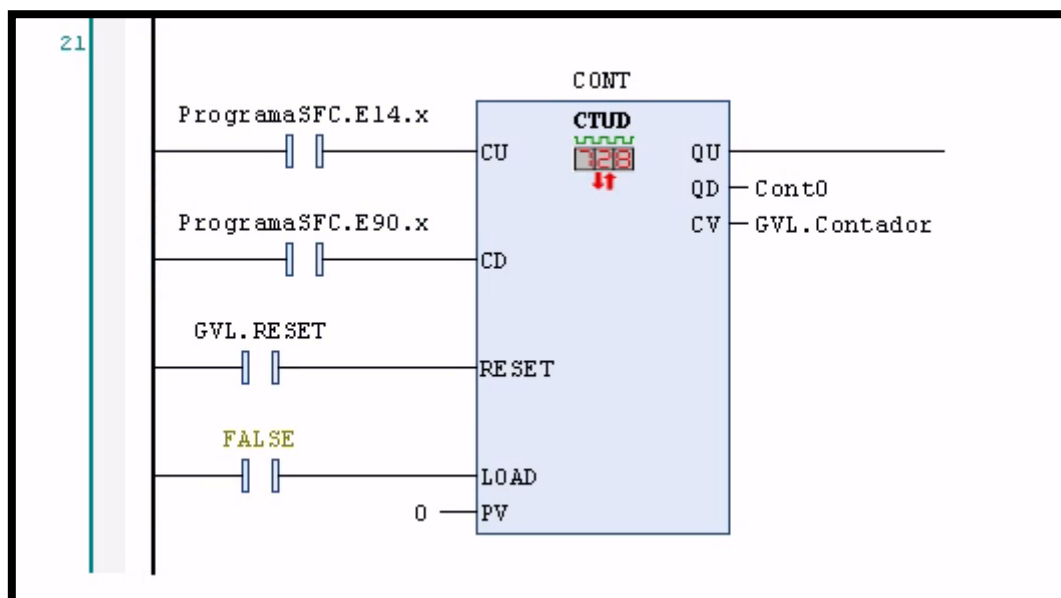 21
CONT
CTUD
728
ProgramaSFC.E14.x
CU
QU
QD
Cont0
ProgramaSFC.E90.x
CV
GVL.Contador
CD
GVL.RESET
RESET
FALSE
LOAD
0
PV